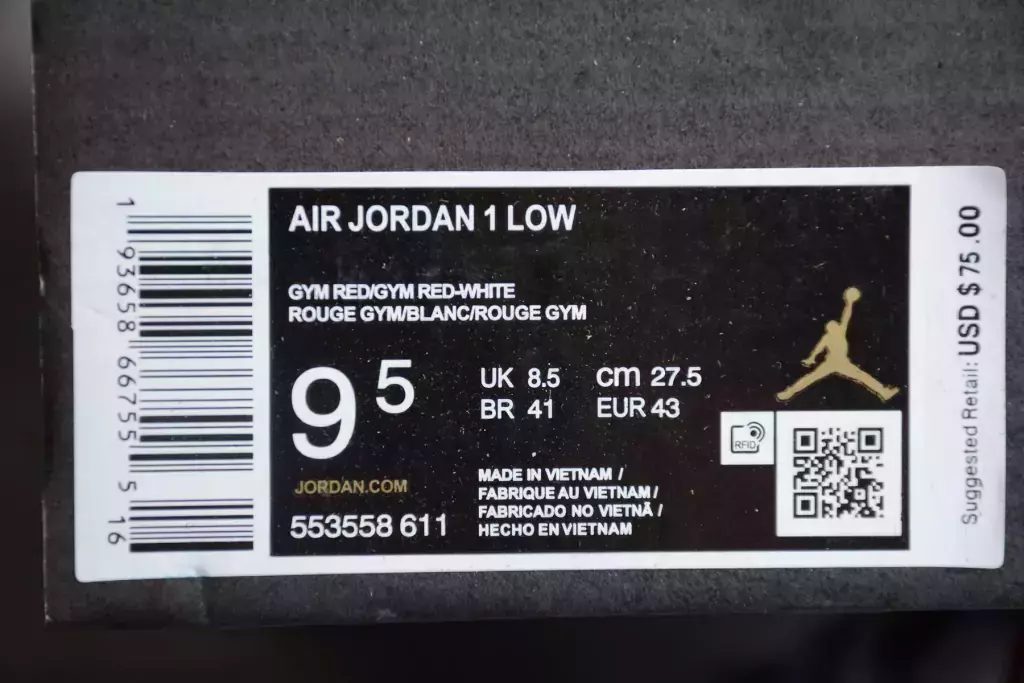 AIR JORDAN 1 LOW
GYM RED/GYM RED-WHITE
ROUGE GYM/BLANC/ROUGE GYM
9 5
UK 8.5 cm 27.5
BR 41 EUR 43
JORDAN.COM
553558 611
MADE IN VIETNAM /
FABRIQUE AU VIETNAM /
FABRICADO NO VIETNÃ /
HECHO EN VIETNAM
RFID
1 93658 66755 5
16
Suggested Retail: USD $ 75.00